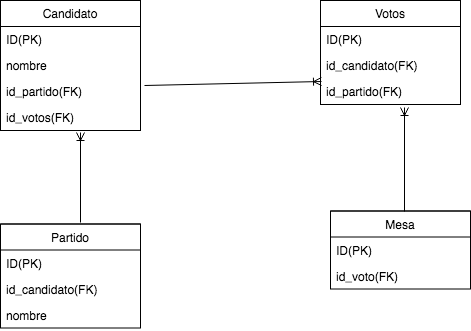 Candidato
ID(PK)
nombre
id_partido(FK)
id_votos(FK)
Votos
ID(PK)
id_candidato(FK)
id_partido(FK)
Partido
ID(PK)
id_candidato(FK)
nombre
Mesa
ID(PK)
id_voto(FK)